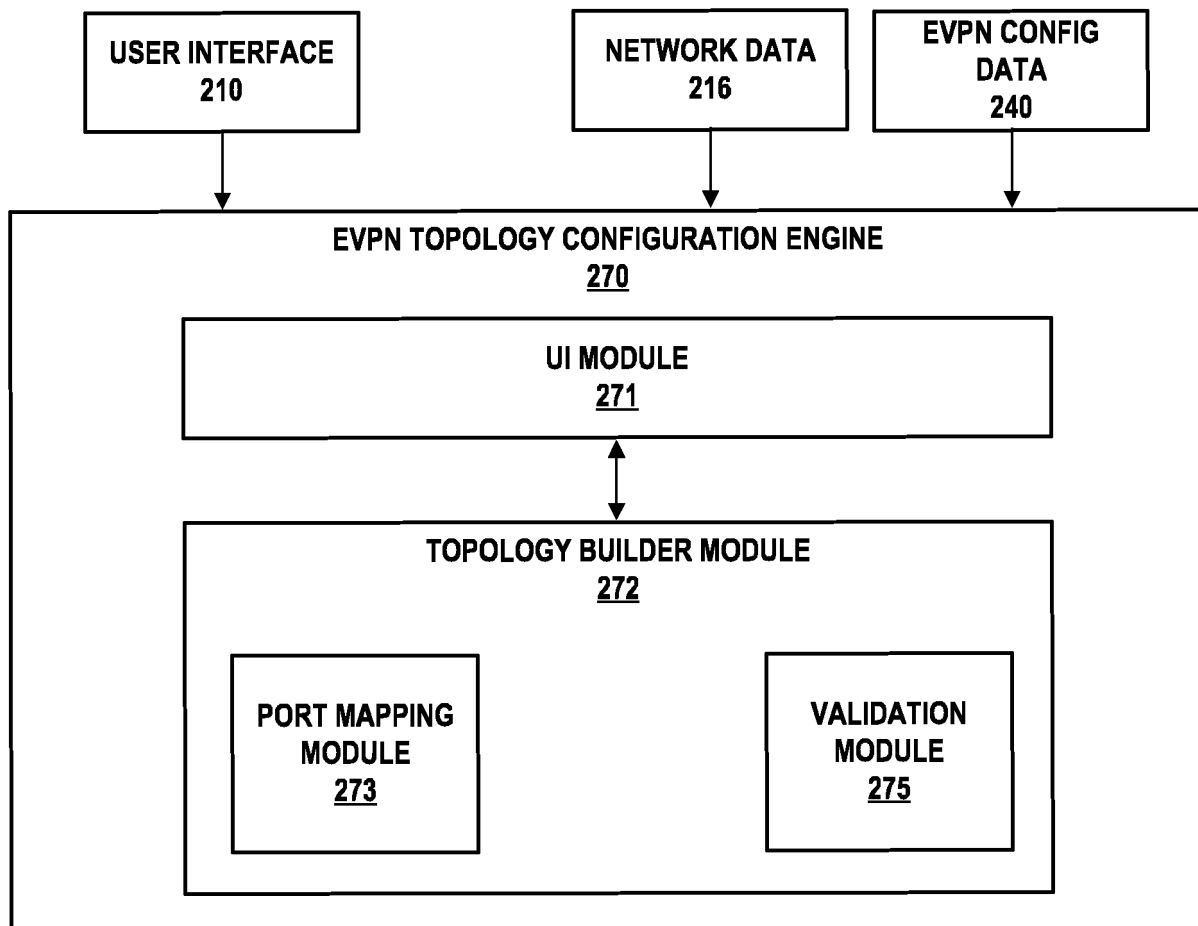 USER INTERFACE
210
NETWORK DATA
216
EVPN CONFIG
DATA
240
EVPN TOPOLOGY CONFIGURATION ENGINE
270
UI MODULE
271
TOPOLOGY BUILDER MODULE
272
PORT MAPPING
MODULE
273
VALIDATION
MODULE
275